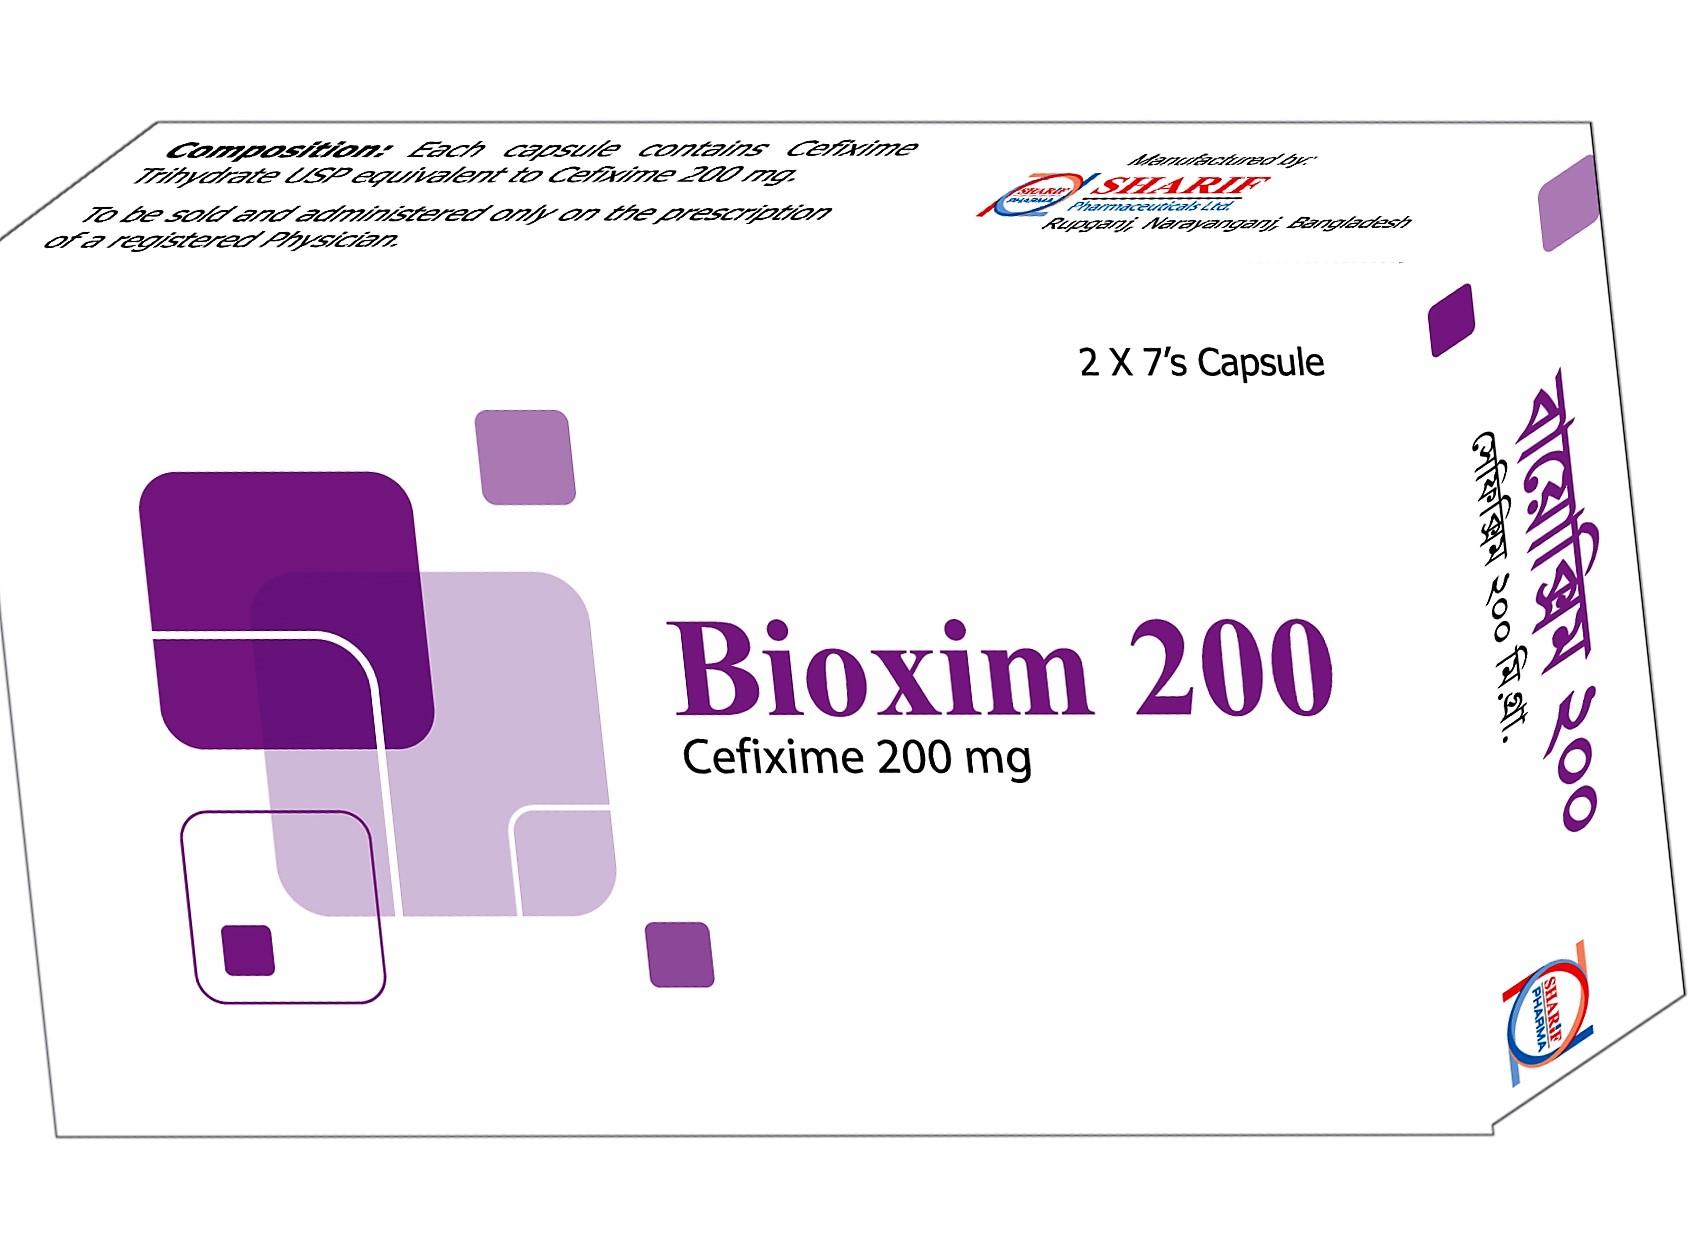 Composition: Each capsule contains Cefixime
Trihydrate USP equivalent to Cefixime 200 mg.
To be sold and administered only on the prescription
of a registered Physician.
Manufactured by:
SHARIF PHARMA
SHARIF
Pharmaceuticals Ltd.
Rupganj, Narayanganj, Bangladesh
2 X 7's Capsule
Bioxim 200
Cefixime 200 mg
বায়োক্সিম ২০০
সেফিক্সিম ২০০ মি.গ্রা.
SHARIF
PHARMA